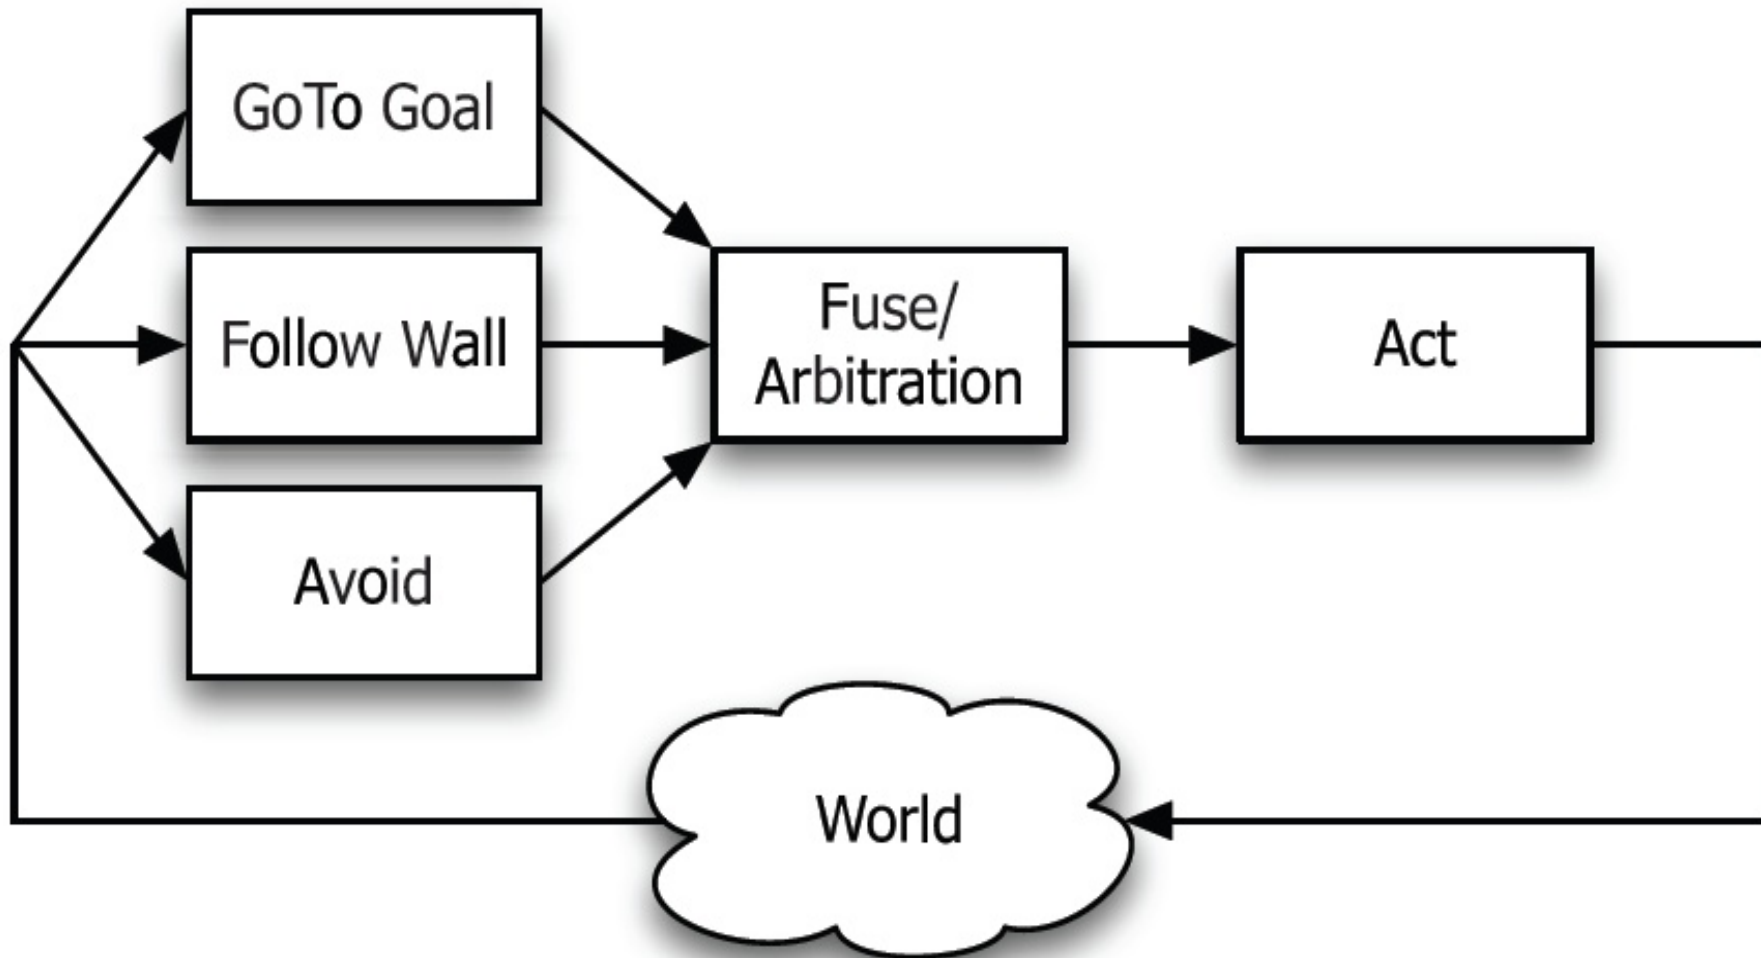 GoTo Goal
Follow Wall
Avoid
Fuse/
Arbitration
Act
World